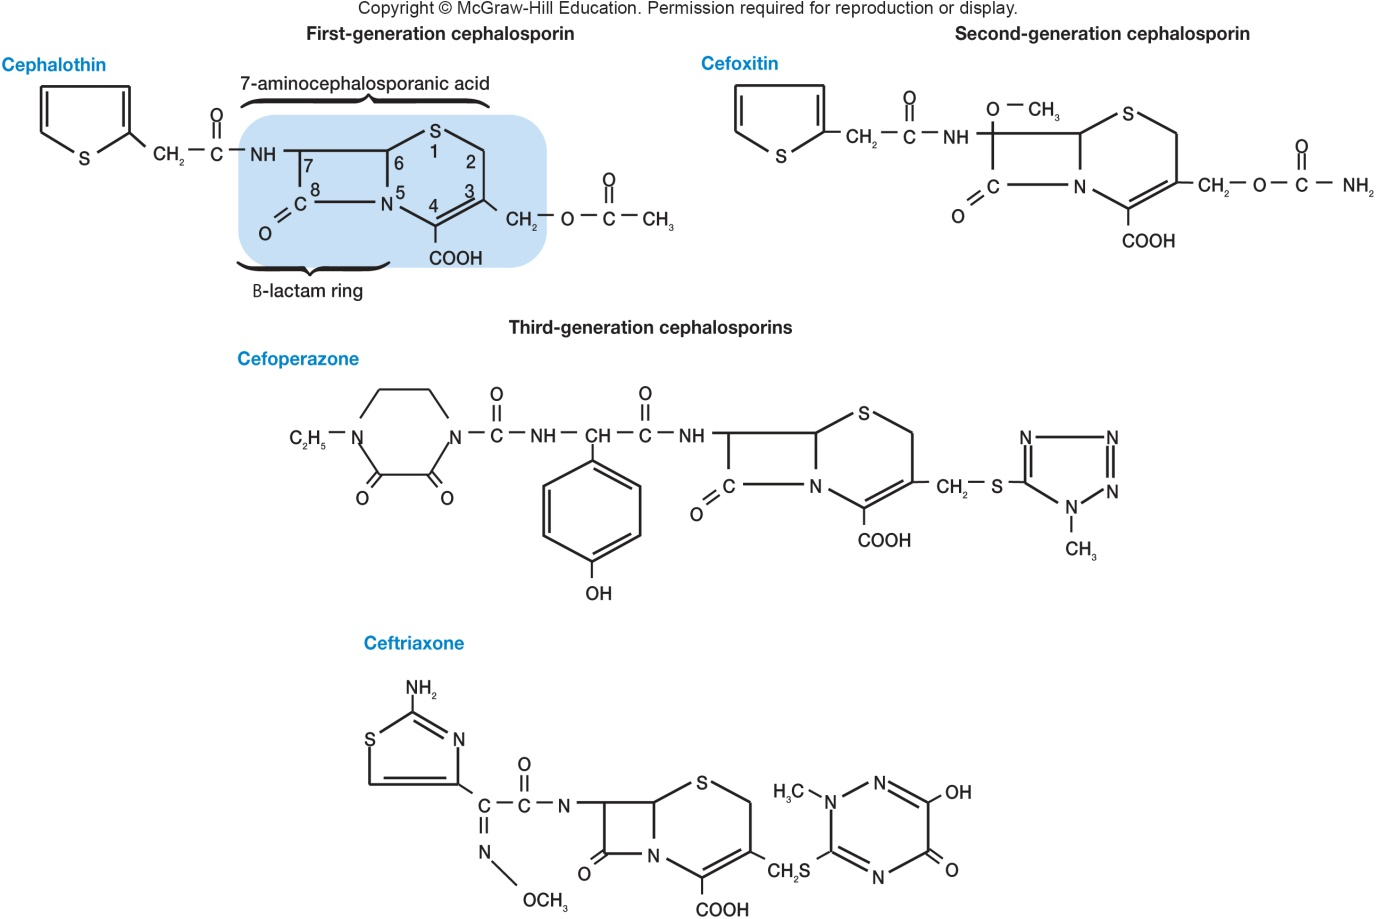 Copyright © McGraw-Hill Education. Permission required for reproduction or display.
First-generation cephalosporin
Second-generation cephalosporin
Cephalothin
7-aminocephalosporanic acid
S
CH₂
C
O
NH
7
8
O
C
6
N
5
S
1
2
3
4
COOH
CH₂
O
C
O
CH₃
B-lactam ring
Cefoxitin
S
CH₂
C
O
NH
O
CH₃
C
O
N
S
COOH
CH₂
O
C
O
NH₂
Third-generation cephalosporins
Cefoperazone
C₂H₅
N
O
O
N
C
O
NH
CH
OH
C
O
NH
C
O
N
S
COOH
CH₂
S
N
N
N
N
CH₃
Ceftriaxone
NH₂
S
N
C
N
OCH₃
C
O
N
O
N
S
COOH
CH₂S
H₃C
N
N
OH
O
N